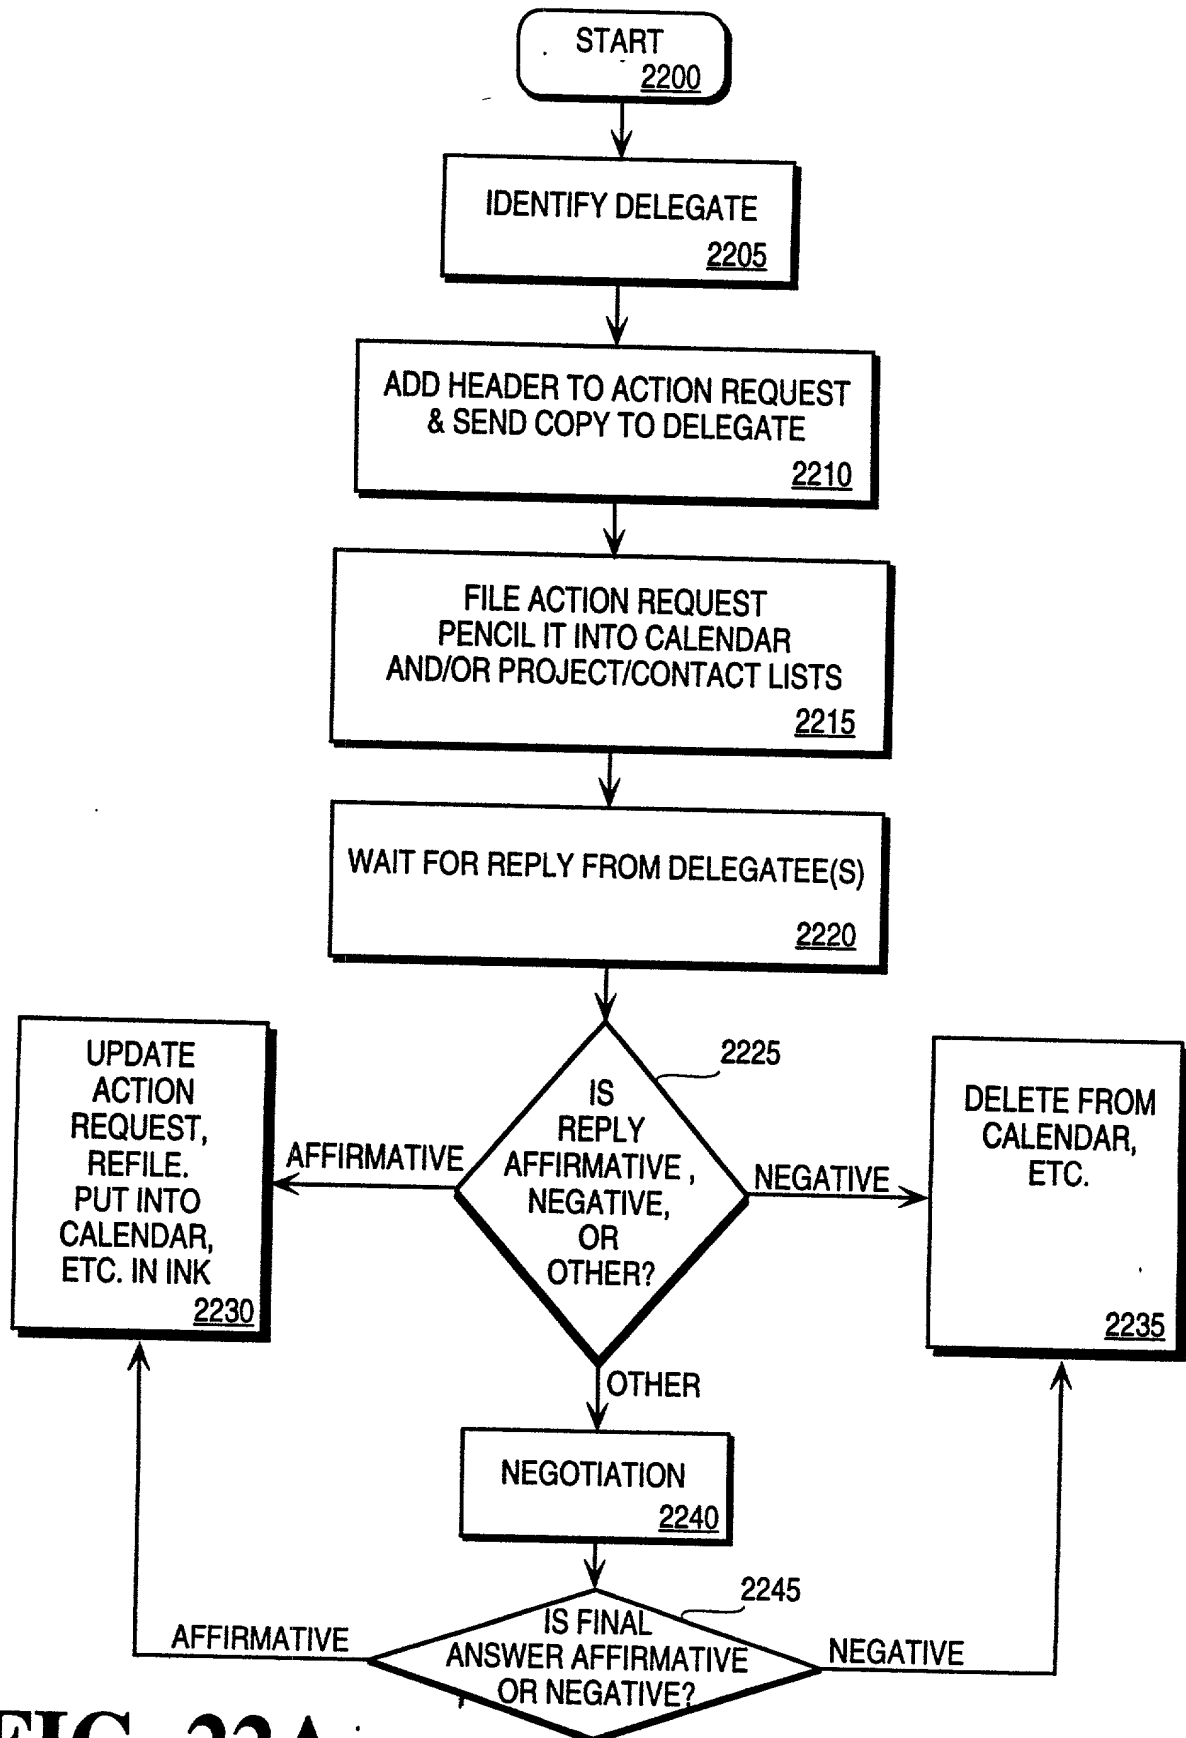 START
2200
IDENTIFY DELEGATE
2205
ADD HEADER TO ACTION REQUEST
& SEND COPY TO DELEGATE
2210
FILE ACTION REQUEST
PENCIL IT INTO CALENDAR
AND/OR PROJECT/CONTACT LISTS
2215
WAIT FOR REPLY FROM DELEGATEE(S)
2220
2225
IS
REPLY
AFFIRMATIVE ,
NEGATIVE,
OR
OTHER?
AFFIRMATIVE
NEGATIVE
UPDATE
ACTION
REQUEST,
REFILE.
PUT INTO
CALENDAR,
ETC. IN INK
2230
DELETE FROM
CALENDAR,
ETC.
2235
OTHER
NEGOTIATION
2240
2245
IS FINAL
ANSWER AFFIRMATIVE
OR NEGATIVE?
AFFIRMATIVE
NEGATIVE
FIG. 22A